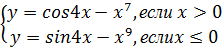 y = cos4x − x⁷, если x > 0
y = sin4x − x⁹, если x ≤ 0